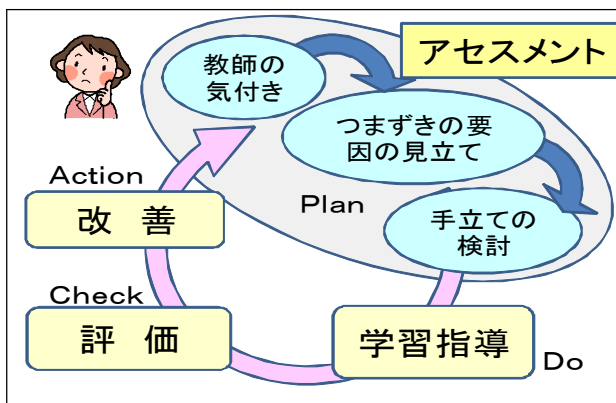 アセスメント
教師の
気付き
つまずきの要
因の見立て
Plan
手立ての
検討
Action
改 善
Check
評 価
学習指導
Do